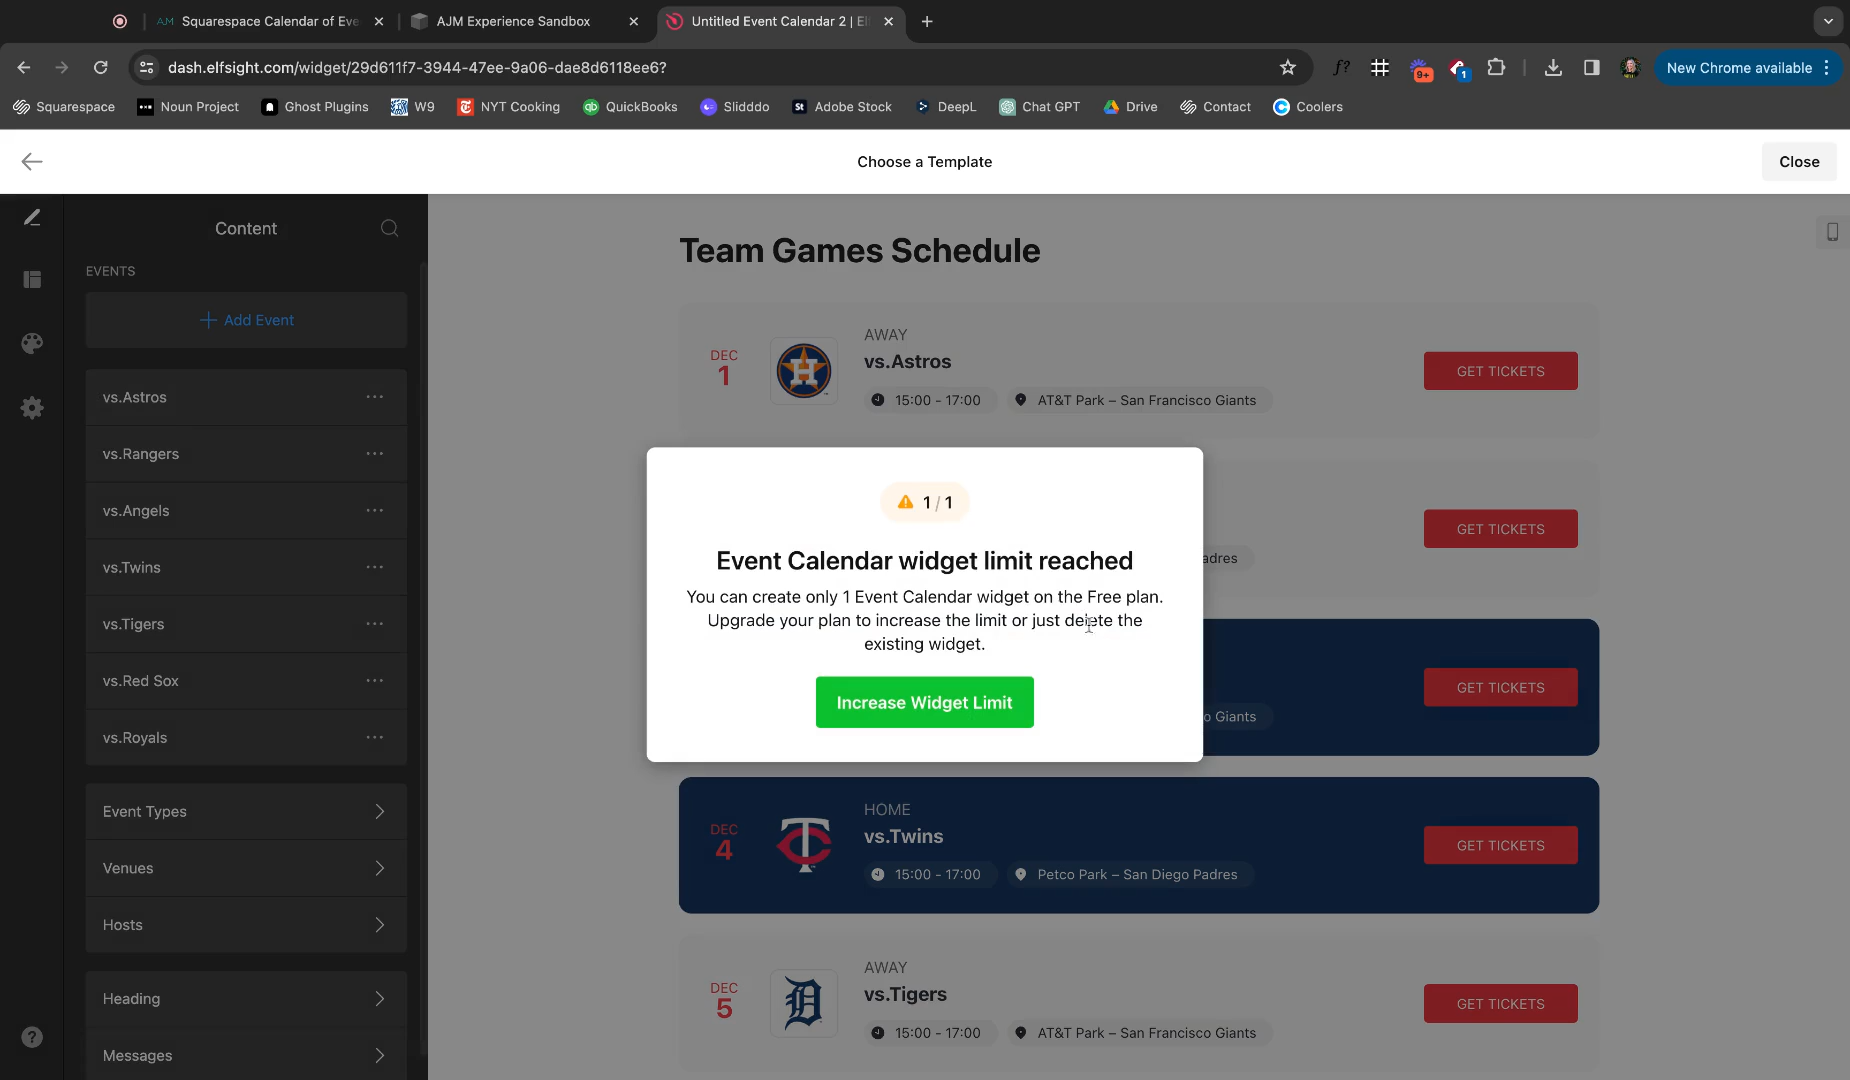 AM Squarespace Calendar of Eve
AJM Experience Sandbox
Untitled Event Calendar 2 | El
dash.elfsight.com/widget/29d611f7-3944-47ee-9a06-dae8d6118ee6?
f?
9+
1
New Chrome available
Squarespace
Noun Project
Ghost Plugins
W9
NYT Cooking
qb QuickBooks
Slidddo
St Adobe Stock
DeepL
Chat GPT
Drive
Contact
Coolers
Choose a Template
Close
Content
EVENTS
Add Event
vs.Astros
vs.Rangers
vs.Angels
vs.Twins
vs.Tigers
vs.Red Sox
vs.Royals
Event Types
Venues
Hosts
Heading
Messages
?
Team Games Schedule
DEC
1
H
AWAY
vs.Astros
15:00 - 17:00
AT&T Park – San Francisco Giants
GET TICKETS
adres
GET TICKETS
o Giants
GET TICKETS
1 / 1
Event Calendar widget limit reached
You can create only 1 Event Calendar widget on the Free plan.
Upgrade your plan to increase the limit or just delete the
existing widget.
Increase Widget Limit
DEC
4
TC
HOME
vs.Twins
15:00 - 17:00
Petco Park – San Diego Padres
GET TICKETS
DEC
5
D
AWAY
vs.Tigers
15:00 - 17:00
AT&T Park – San Francisco Giants
GET TICKETS